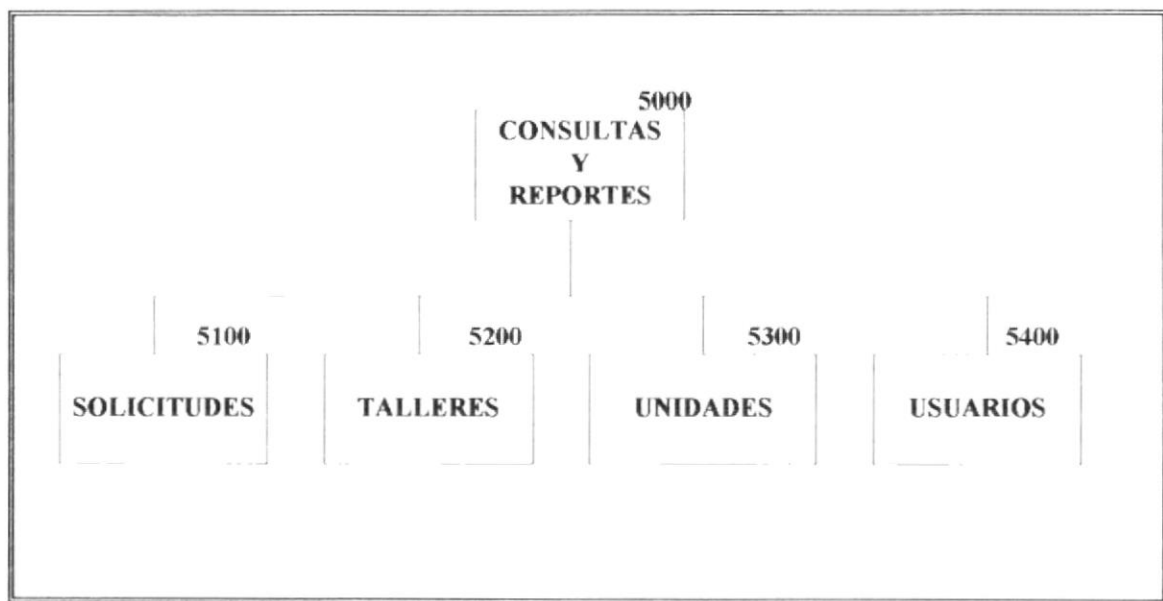 5000
CONSULTAS
Y
REPORTES
5100
5200
5300
5400
SOLICITUDES
TALLERES
UNIDADES
USUARIOS